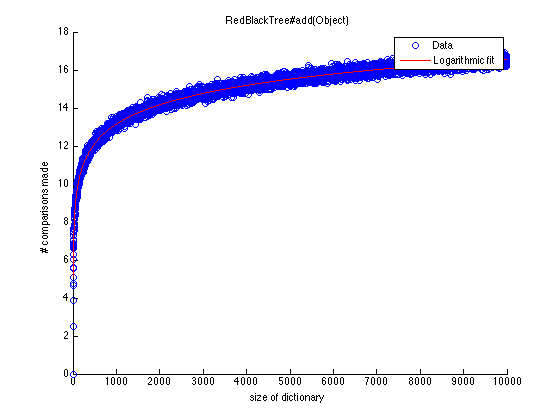 RedBlackTree#add(Object)
Data
Logarithmic fit
# comparisons made
18
16
14
12
10
8
6
4
2
0
0 1000 2000 3000 4000 5000 6000 7000 8000 9000 10000
size of dictionary